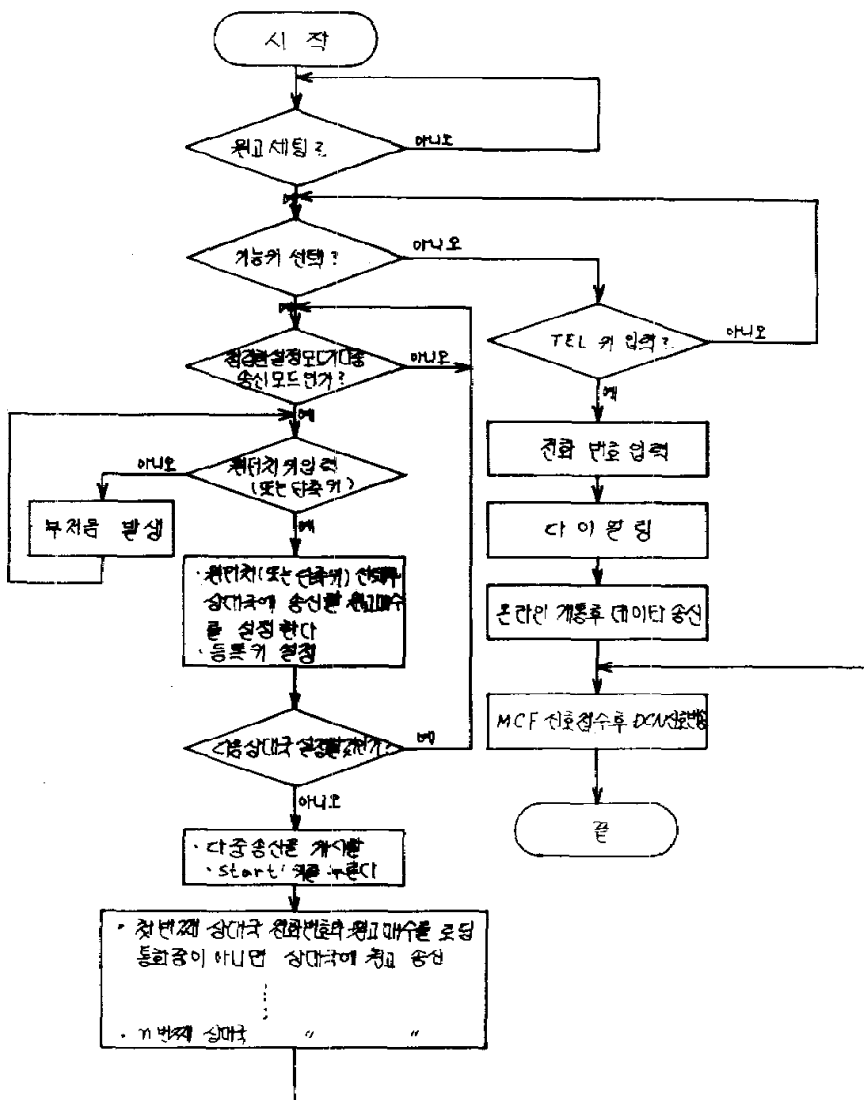 시 작
원고세팅?
아니오
예
기능키 선택?
아니오
예
TEL 키 입력?
아니오
예
설정모드가 다중
송신모드인가?
아니오
예
전화 번호 입력
원터치 키입력
(또는 단축키)
아니오
예
부저음 발생
다 이 얼 링
· 원터치(또는 단축키) 선택후
상대국에 송신할 원고매수
를 설정한다
· 등록키 설정
온라인 개통후 데이타 송신
MCF 신호접수후 DCN신호
다음상대국 설정할것인가?
예
아니오
끝
· 다중송신을 개시할
· start' 키를 누른다
· 첫번째 상대국 전화번호와 원고매수를 로딩
통화중이 아니면 상대국에 원고 송신
· n 번째 상대국 〃 〃